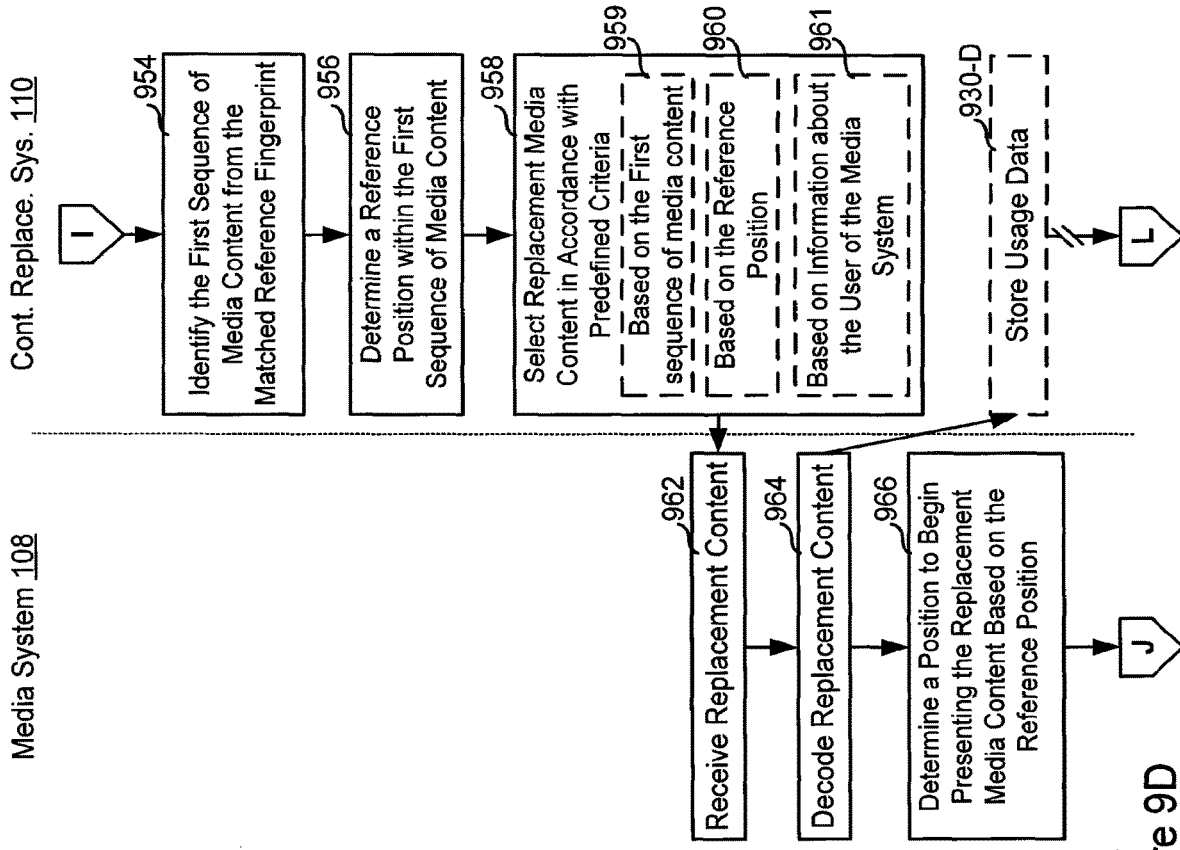 Media System 108
Cont. Replace. Sys. 110
I
954
Identify the First Sequence of
Media Content from the
Matched Reference Fingerprint
956
Determine a Reference
Position within the First
Sequence of Media Content
958
Select Replacement Media
Content in Accordance with
Predefined Criteria
959
Based on the First
sequence of media content
960
Based on the Reference
Position
961
Based on Information about
the User of the Media
System
962
Receive Replacement Content
964
Decode Replacement Content
966
Determine a Position to Begin
Presenting the Replacement
Media Content Based on the
Reference Position
930-D
Store Usage Data
J
L
re 9D